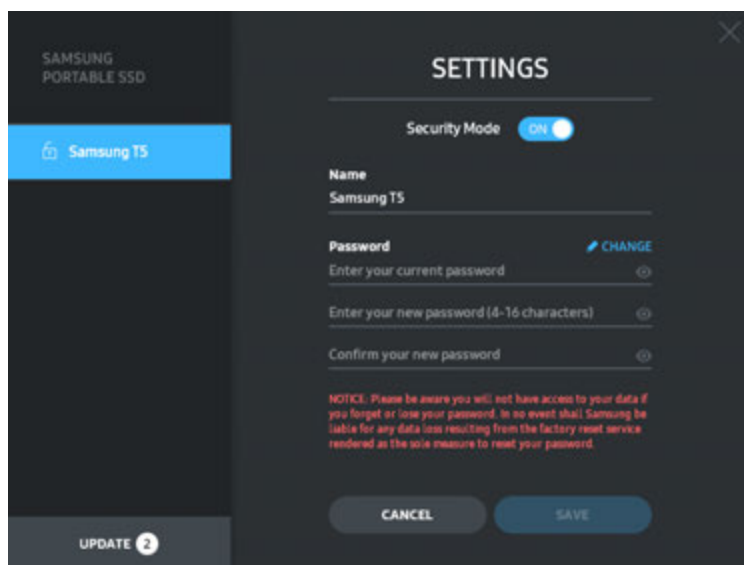 SAMSUNG
PORTABLE SSD
Samsung T5
UPDATE 2
SETTINGS
Security Mode ON
Name
Samsung T5
Password CHANGE
Enter your current password
Enter your new password (4-16 characters)
Confirm your new password
NOTICE: Please be aware you will not have access to your data if
you forget or lose your password. In no event shall Samsung be
liable for any data loss resulting from the factory reset service
rendered as the sole measure to reset your password.
CANCEL SAVE